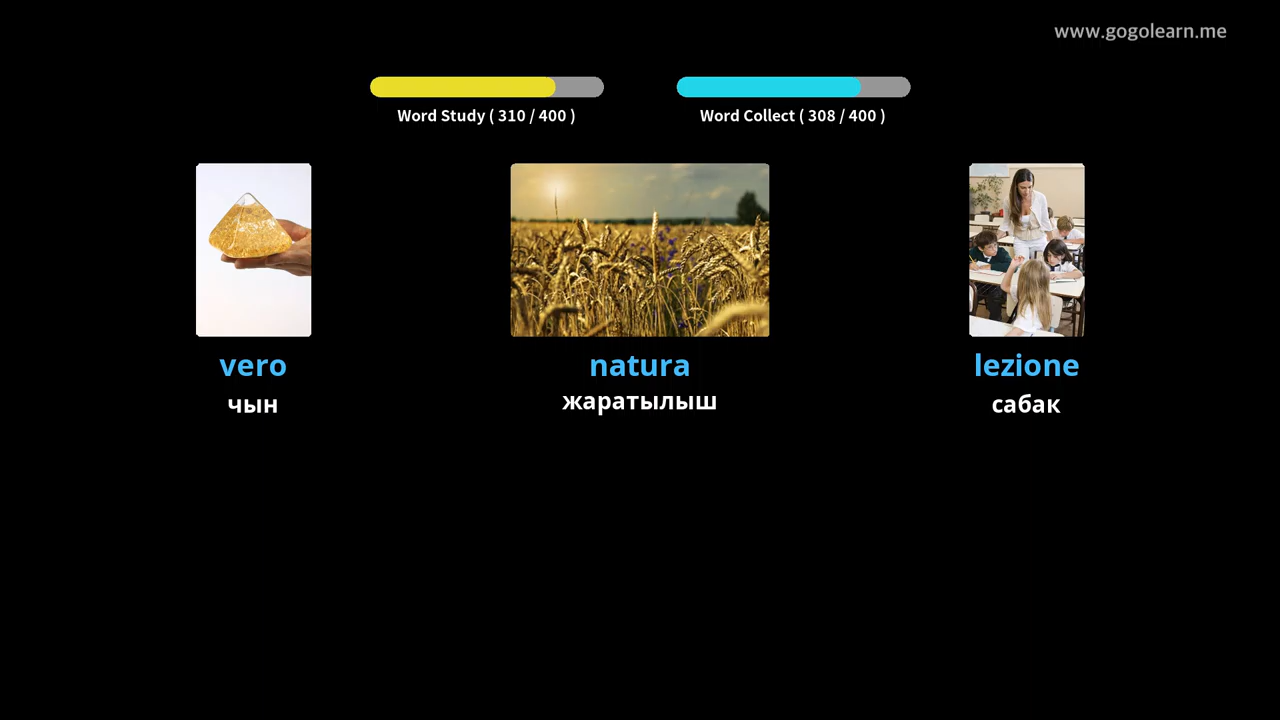 www.gogolearn.me
Word Study ( 310 / 400 )
Word Collect ( 308 / 400 )
vero
natura
lezione
чын
жаратылыш
сабак